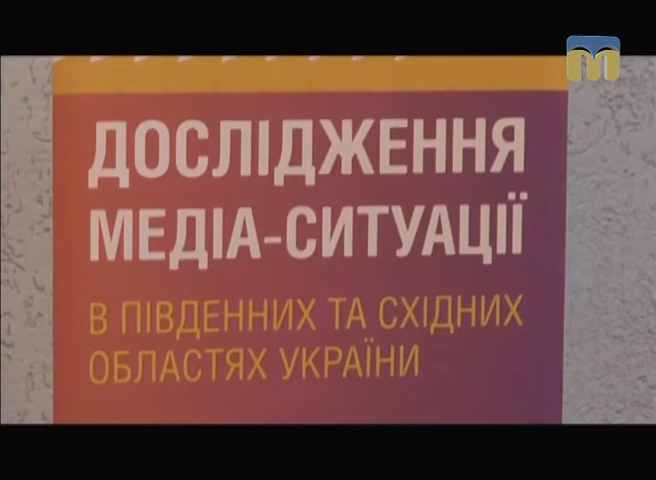 ДОСЛІДЖЕННЯ
МЕДІА-СИТУАЦІЇ
В ПІВДЕННИХ ТА СХІДНИХ
ОБЛАСТЯХ УКРАЇНИ